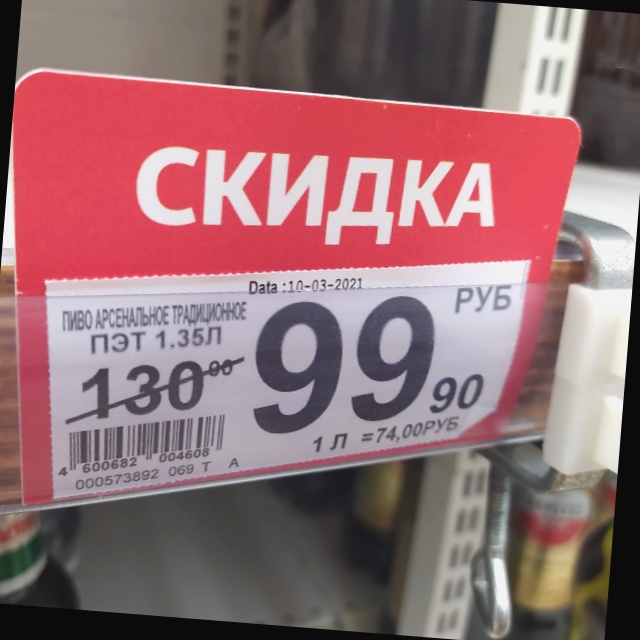 СКИДКА
Data :10-03-2021
ПИВО АРСЕНАЛЬНОЕ ТРАДИЦИОННОЕ
ПЭТ 1.35Л
130 00
99 90
РУБ
1 Л =74,00РУБ
4 600682 004608
000573892 069 Т А